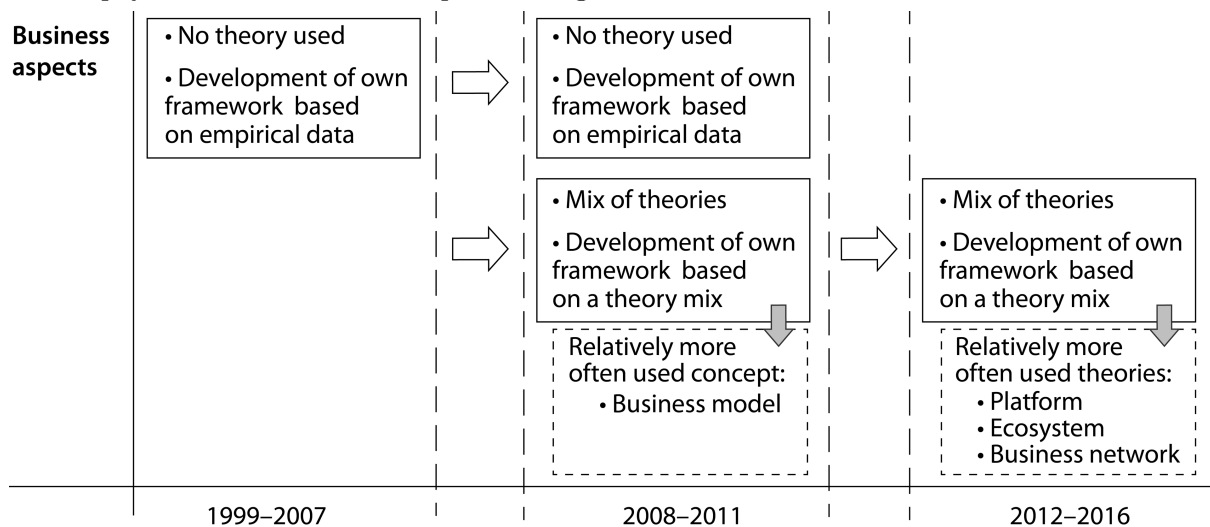 Business
aspects
• No theory used
• Development of own
framework based
on empirical data
• No theory used
• Development of own
framework based
on empirical data
• Mix of theories
• Development of own
framework based
on a theory mix
Relatively more
often used concept:
• Business model
• Mix of theories
• Development of own
framework based
on a theory mix
Relatively more
often used theories:
• Platform
• Ecosystem
• Business network
1999–2007
2008–2011
2012–2016